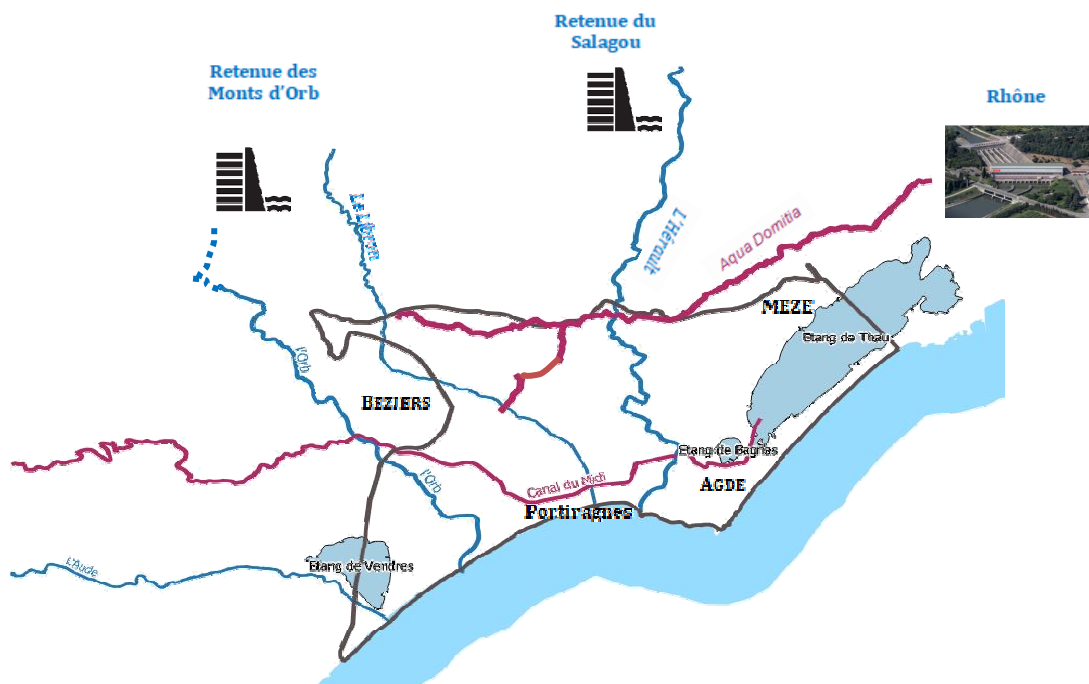 Retenue du
Salagou
Retenue des
Monts d'Orb
Rhône
Le Libron
L'Hérault
Aqua Domitia
MEZE
Etang de Thau
l'Orb
BEZIERS
Etang de Bagnas
l'Orb
Canal du Midi
AGDE
Portiragnes
L'Aude
Etang de Vendres